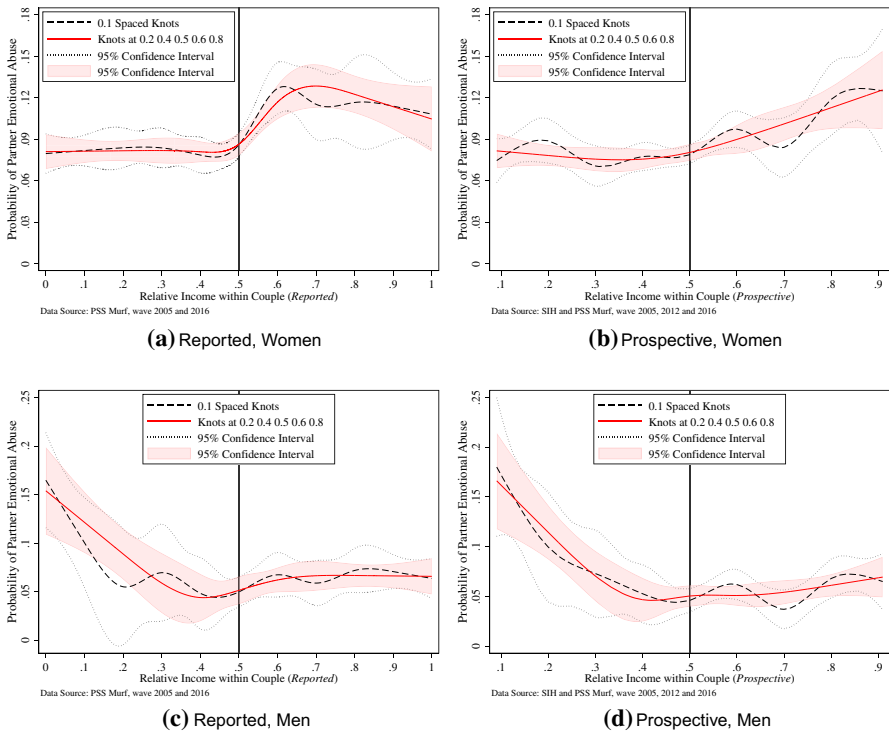 Probability of Partner Emotional Abuse
0 .03 .06 .09 .12 .15 .18
0.1 Spaced Knots
Knots at 0.2 0.4 0.5 0.6 0.8
95% Confidence Interval
95% Confidence Interval
0 .1 .2 .3 .4 .5 .6 .7 .8 .9 1
Relative Income within Couple (Reported)
Data Source: PSS Murf, wave 2005 and 2016
(a) Reported, Women
Probability of Partner Emotional Abuse
0 .03 .06 .09 .12 .15 .18
0.1 Spaced Knots
Knots at 0.2 0.4 0.5 0.6 0.8
95% Confidence Interval
95% Confidence Interval
.1 .2 .3 .4 .5 .6 .7 .8 .9
Relative Income within Couple (Prospective)
Data Source: SIH and PSS Murf, wave 2005, 2012 and 2016
(b) Prospective, Women
Probability of Partner Emotional Abuse
0 .05 .1 .15 .2 .25
0.1 Spaced Knots
Knots at 0.2 0.4 0.5 0.6 0.8
95% Confidence Interval
95% Confidence Interval
0 .1 .2 .3 .4 .5 .6 .7 .8 .9 1
Relative Income within Couple (Reported)
Data Source: PSS Murf, wave 2005 and 2016
(c) Reported, Men
Probability of Partner Emotional Abuse
0 .05 .1 .15 .2 .25
0.1 Spaced Knots
Knots at 0.2 0.4 0.5 0.6 0.8
95% Confidence Interval
95% Confidence Interval
.1 .2 .3 .4 .5 .6 .7 .8 .9
Relative Income within Couple (Prospective)
Data Source: SIH and PSS Murf, wave 2005, 2012 and 2016
(d) Prospective, Men